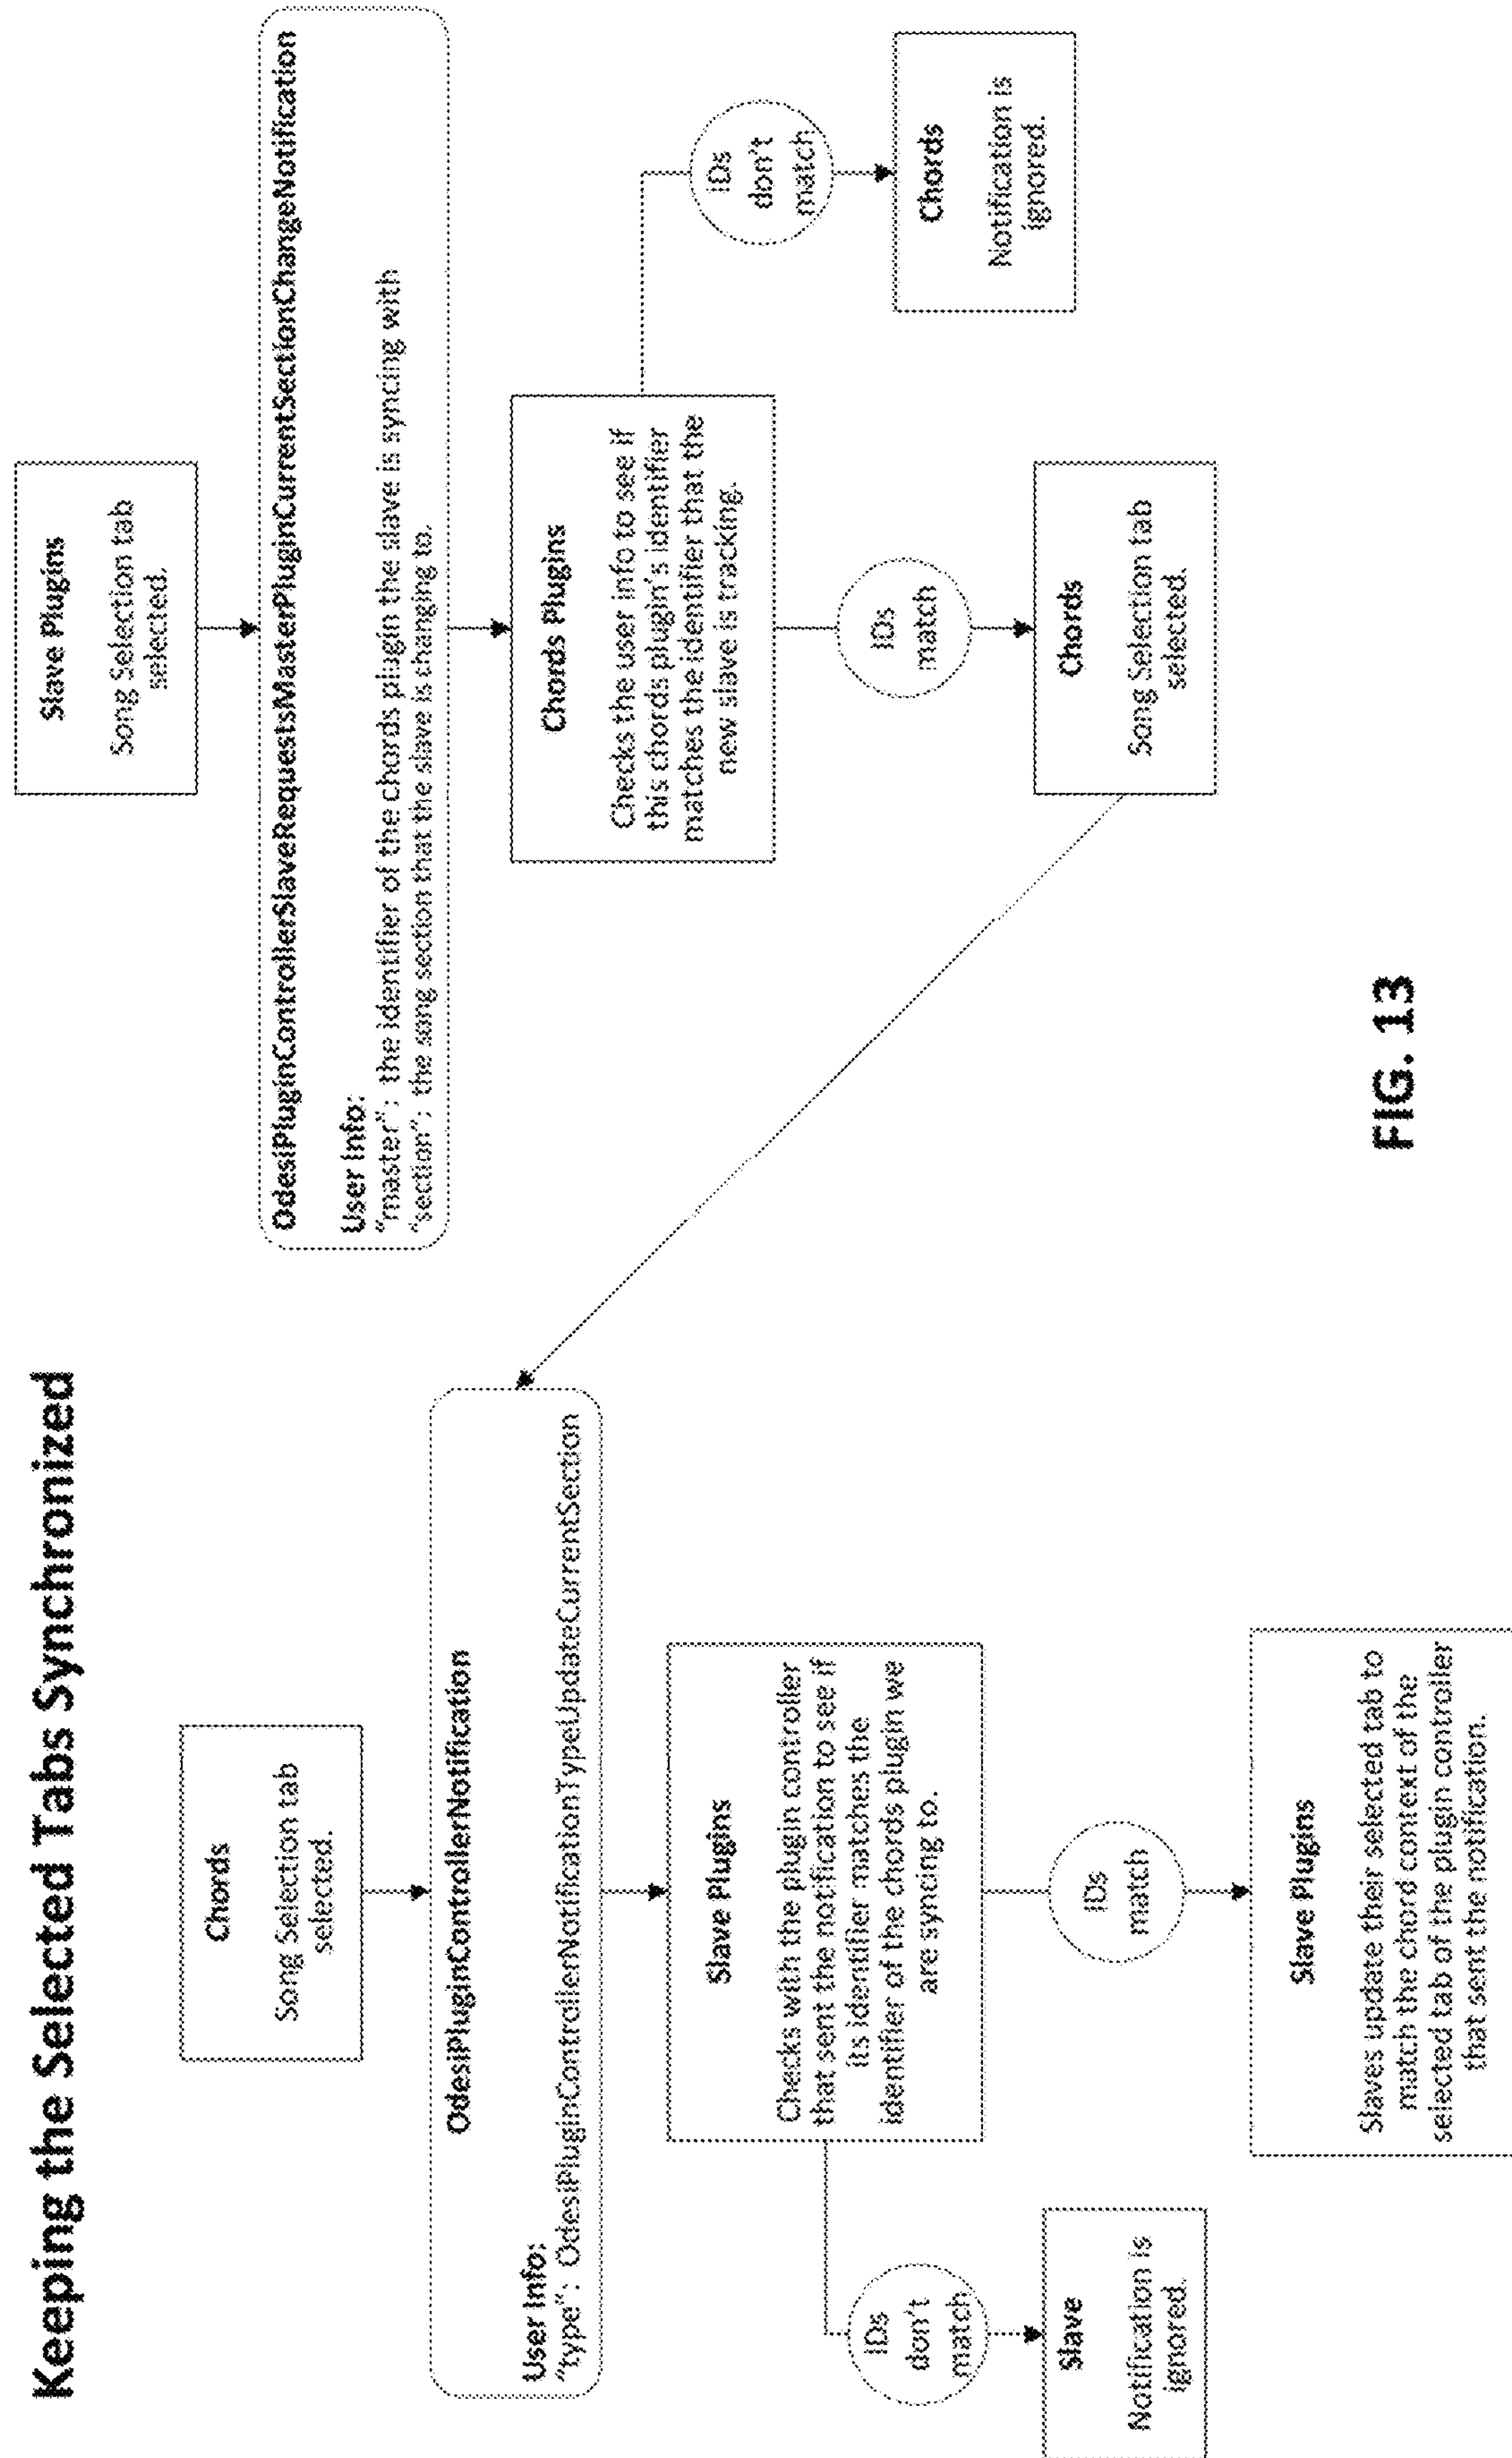 Keeping the Selected Tabs Synchronized
Chords
Song Selection tab
selected.
OdesiPluginControllerNotification
User Info:
"type": OdesiPluginControllerNotificationTypeUpdateCurrentSection
Slave Plugins
Checks with the plugin controller
that sent the notification to see if
its identifier matches the
identifier of the chords plugin we
are syncing to.
IDs
don't
match
Slave
Notification is
ignored.
IDs
match
Slave Plugins
Slaves update their selected tab to
match the chord context of the
selected tab of the plugin controller
that sent the notification.
Slave Plugins
Song Selection tab
selected.
OdesiPluginControllerSlaveRequestsMasterPluginCurrentSectionChangeNotification
User Info:
"master": the identifier of the chords plugin the slave is syncing with
"section": the song section that the slave is changing to.
Chords Plugins
Checks the user info to see if
this chords plugin's identifier
matches the identifier that the
new slave is tracking.
IDs
don't
match
Chords
Notification is
ignored.
IDs
match
Chords
Song Selection tab
selected.
FIG. 13